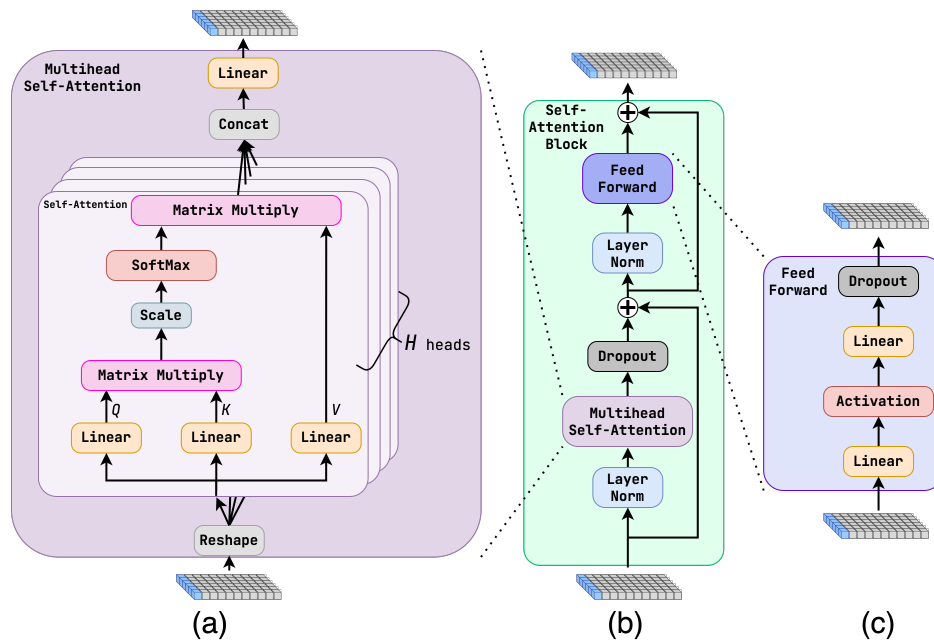 Multihead
Self-Attention
Linear
Concat
Self-Attention
Matrix Multiply
SoftMax
Scale
H heads
Matrix Multiply
Q
K
V
Linear
Linear
Linear
Reshape
(a)
Self-
Attention
Block
Feed
Forward
Layer
Norm
Dropout
Multihead
Self-Attention
Layer
Norm
(b)
Feed
Forward
Dropout
Linear
Activation
Linear
(c)